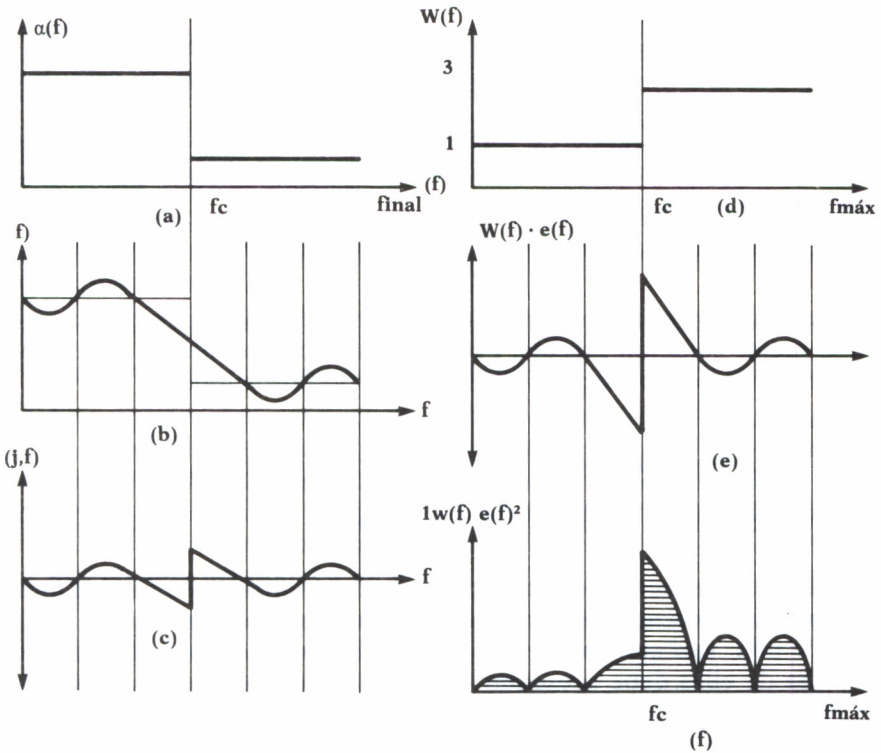 α(f)
(f)
(a)
fc
final
f)
f
(b)
(j,f)
f
(c)
W(f)
3
1
fc
(d)
fmáx
W(f) · e(f)
(e)
1w(f) e(f)²
fc
fmáx
(f)